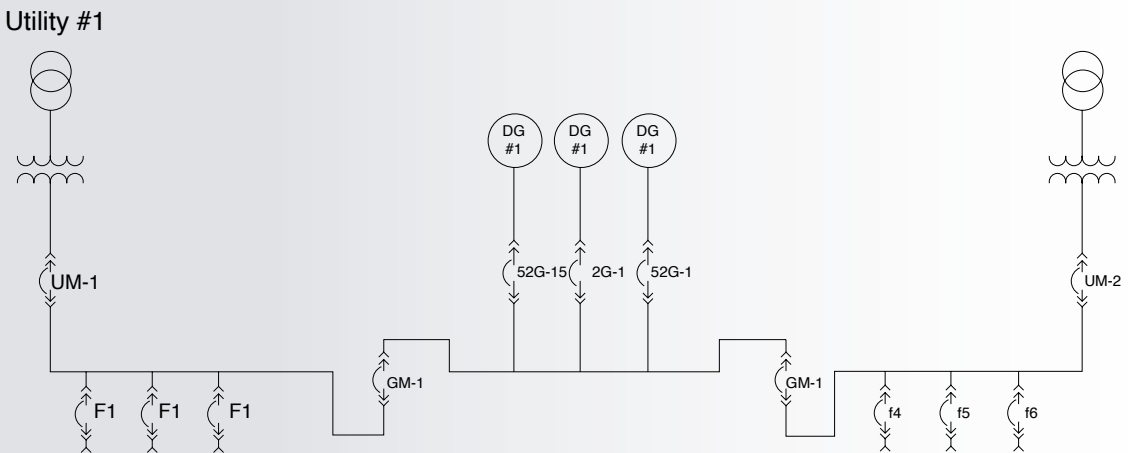 Utility #1
DG
#1
DG
#1
DG
#1
UM-1
52G-15
2G-1
52G-1
UM-2
GM-1
GM-1
F1
F1
F1
f4
f5
f6